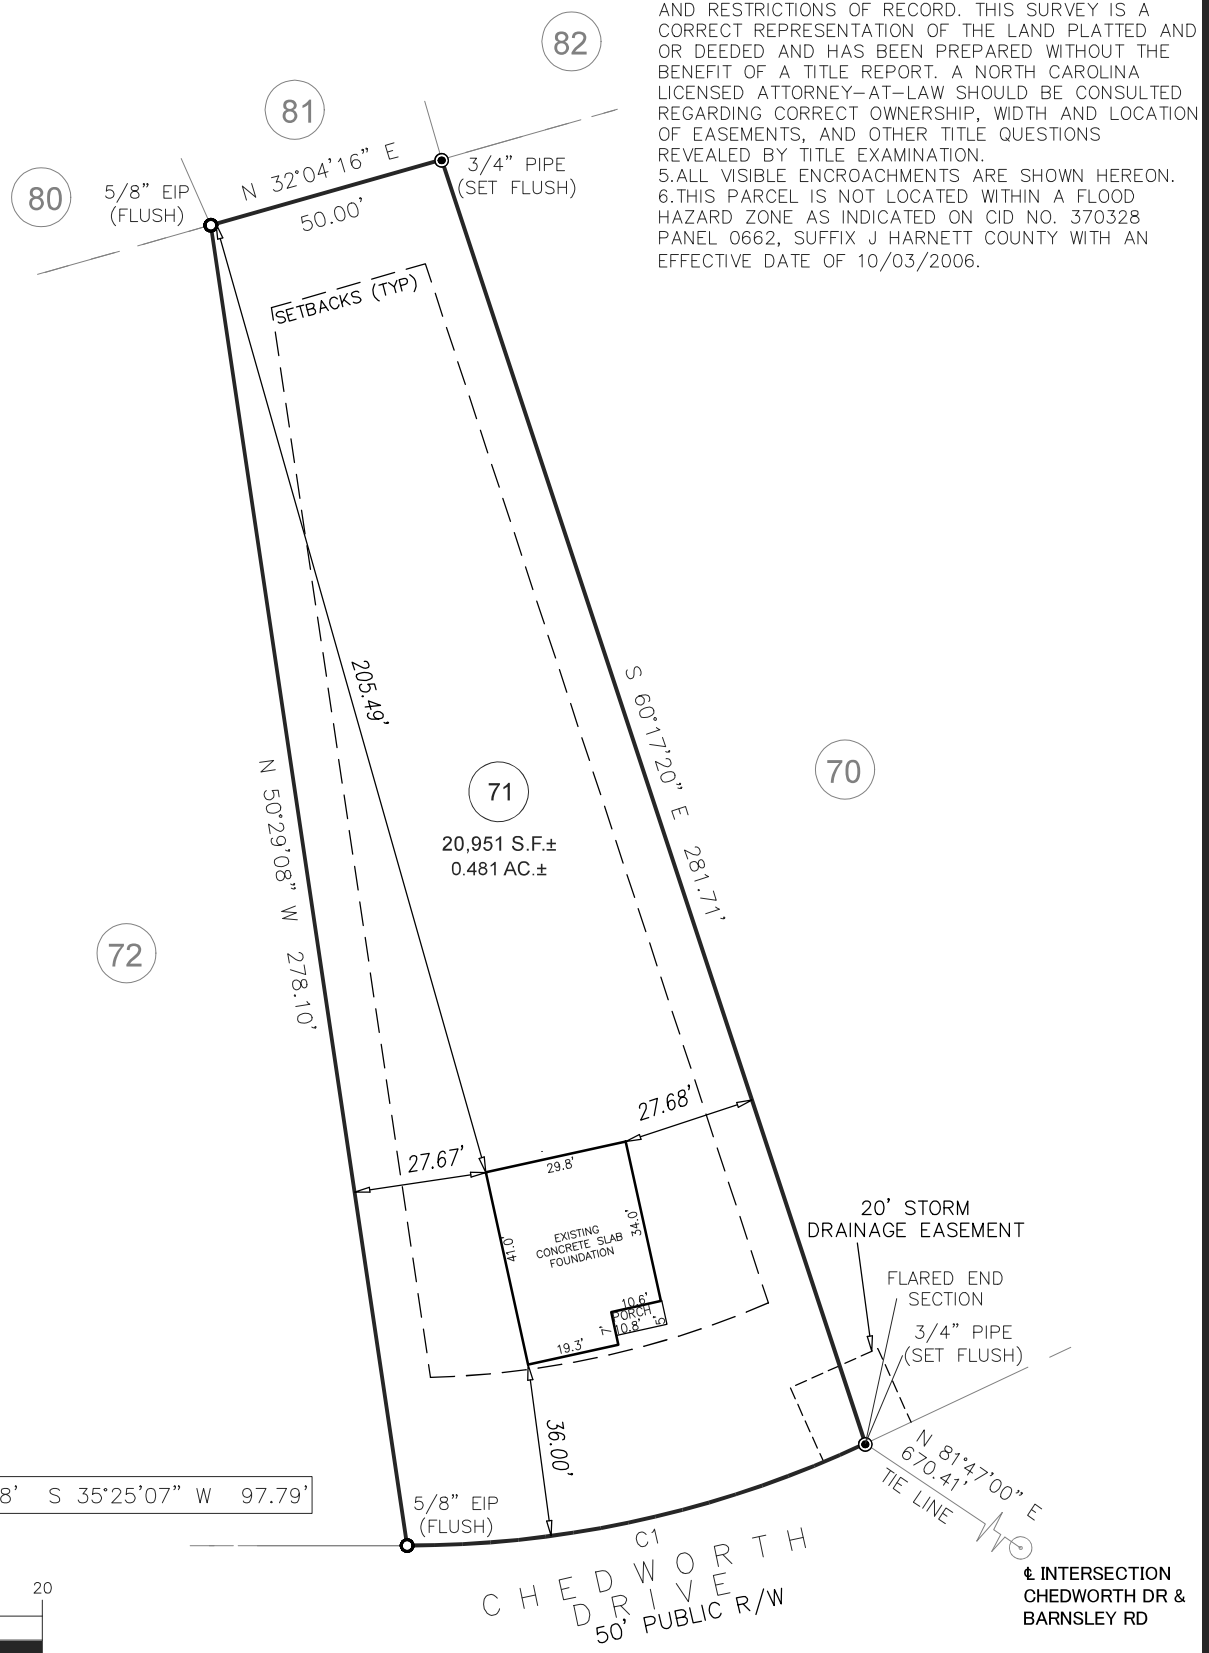 AND RESTRICTIONS OF RECORD. THIS SURVEY IS A
CORRECT REPRESENTATION OF THE LAND PLATTED AND
OR DEEDED AND HAS BEEN PREPARED WITHOUT THE
BENEFIT OF A TITLE REPORT. A NORTH CAROLINA
LICENSED ATTORNEY-AT-LAW SHOULD BE CONSULTED
REGARDING CORRECT OWNERSHIP, WIDTH AND LOCATION
OF EASEMENTS, AND OTHER TITLE QUESTIONS
REVEALED BY TITLE EXAMINATION.
5.ALL VISIBLE ENCROACHMENTS ARE SHOWN HEREON.
6.THIS PARCEL IS NOT LOCATED WITHIN A FLOOD
HAZARD ZONE AS INDICATED ON CID NO. 370328
PANEL 0662, SUFFIX J HARNETT COUNTY WITH AN
EFFECTIVE DATE OF 10/03/2006.
82
81
80
5/8" EIP
(FLUSH)
N 32°04'16" E
50.00'
3/4" PIPE
(SET FLUSH)
SETBACKS (TYP)
205.49'
S 60°17'20" E 281.71'
N 50°29'08" W 278.10'
71
20,951 S.F.±
0.481 AC.±
70
72
27.68'
27.67'
29.8'
EXISTING
CONCRETE SLAB
FOUNDATION
41.0'
34.0'
10.6'
PORCH
10.8'
5'
7'
19.3'
36.00'
20' STORM
DRAINAGE EASEMENT
FLARED END
SECTION
3/4" PIPE
(SET FLUSH)
N 81°47'00" E
670.41'
TIE LINE
8' S 35°25'07" W 97.79'
5/8" EIP
(FLUSH)
C1
CHEDWORTH
DRIVE
50' PUBLIC R/W
℄ INTERSECTION
CHEDWORTH DR &
BARNSLEY RD
20